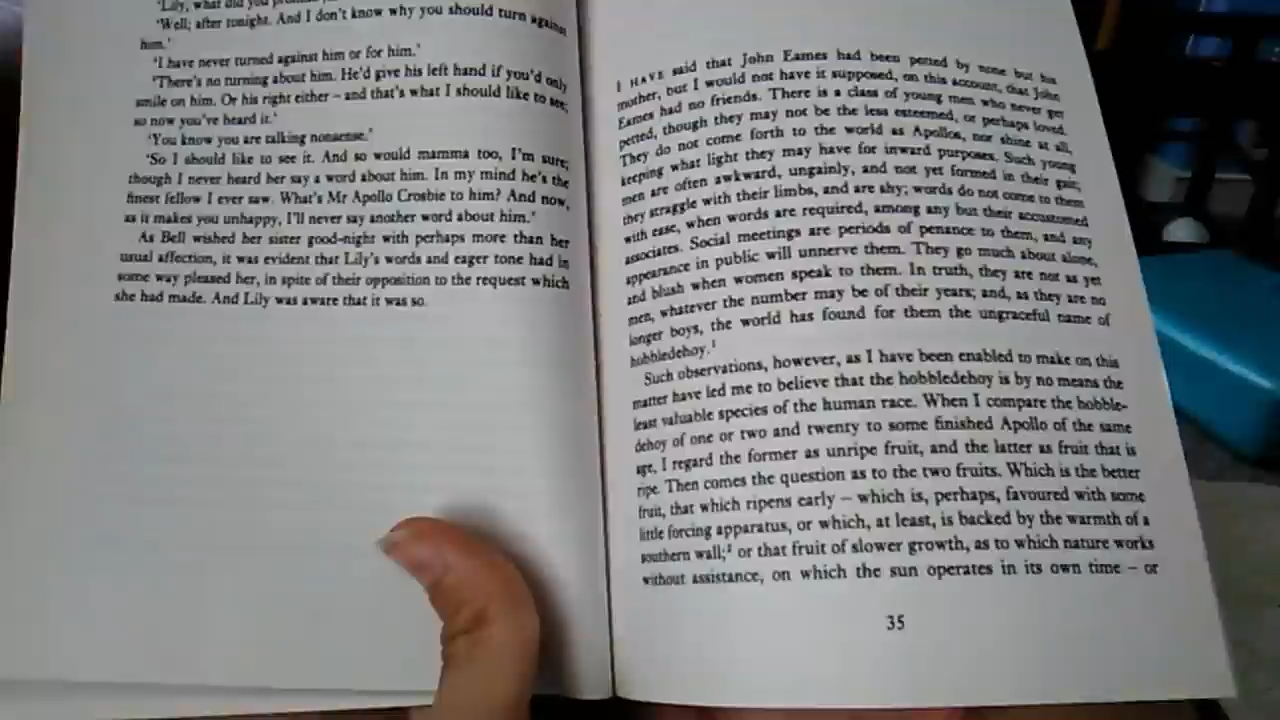 'Lily, what did you
'Well; after tonight. And I don't know why you should turn against
him.'
'I have never turned against him or for him.'
'There's no turning about him. He'd give his left hand if you'd only
smile on him. Or his right either – and that's what I should like to see;
so now you've heard it.'
'You know you are talking nonsense.'
'So I should like to see it. And so would mamma too, I'm sure;
though I never heard her say a word about him. In my mind he's the
finest fellow I ever saw. What's Mr Apollo Crosbie to him? And now,
as it makes you unhappy, I'll never say another word about him.'
As Bell wished her sister good-night with perhaps more than her
usual affection, it was evident that Lily's words and eager tone had in
some way pleased her, in spite of their opposition to the request which
she had made. And Lily was aware that it was so.
I HAVE said that John Eames had been petted by none but his
mother, but I would not have it supposed, on this account, that John
Eames had no friends. There is a class of young men who never get
petted, though they may not be the less esteemed, or perhaps loved.
They do not come forth to the world as Apollos, nor shine at all,
keeping what light they may have for inward purposes. Such young
men are often awkward, ungainly, and not yet formed in their gait;
they straggle with their limbs, and are shy; words do not come to them
with ease, when words are required, among any but their accustomed
associates. Social meetings are periods of penance to them, and any
appearance in public will unnerve them. They go much about alone,
and blush when women speak to them. In truth, they are not as yet
men, whatever the number may be of their years; and, as they are no
longer boys, the world has found for them the ungraceful name of
hobbledehoy.¹
Such observations, however, as I have been enabled to make on this
matter have led me to believe that the hobbledehoy is by no means the
least valuable species of the human race. When I compare the hobble-
dehoy of one or two and twenty to some finished Apollo of the same
age, I regard the former as unripe fruit, and the latter as fruit that is
ripe. Then comes the question as to the two fruits. Which is the better
fruit, that which ripens early – which is, perhaps, favoured with some
little forcing apparatus, or which, at least, is backed by the warmth of a
southern wall;² or that fruit of slower growth, as to which nature works
without assistance, on which the sun operates in its own time – or
35